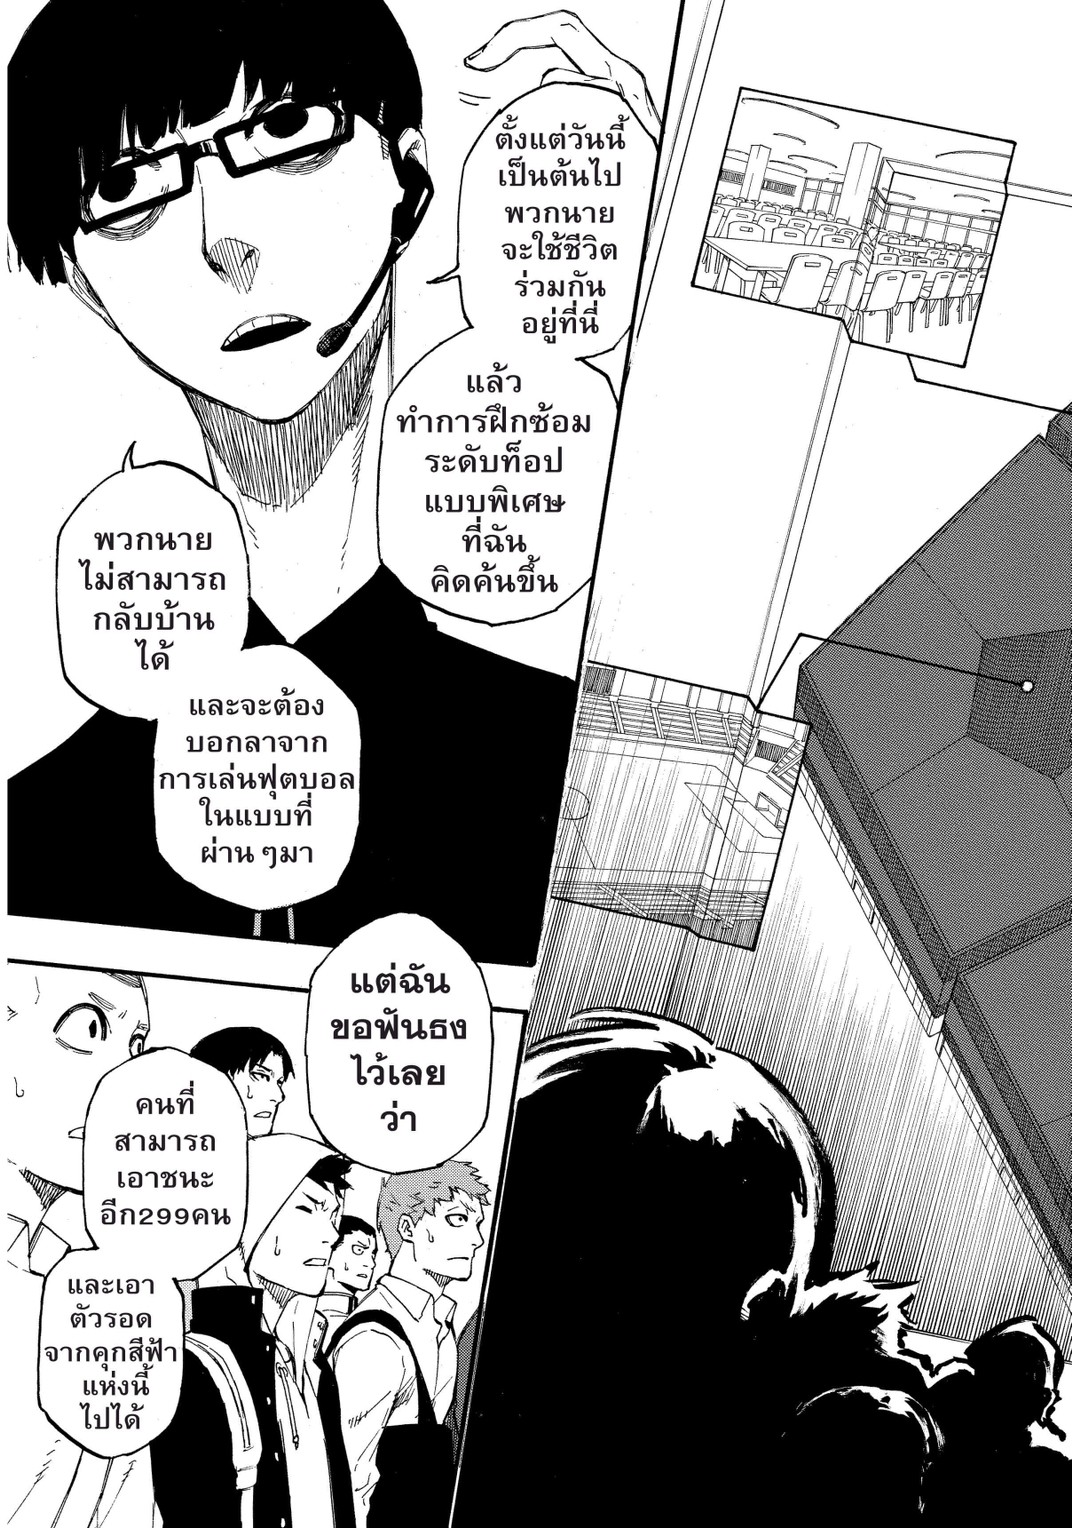 ตั้งแต่วันนี้
เป็นต้นไป
พวกนาย
จะใช้ชีวิต
ร่วมกัน
อยู่ที่นี่
แล้ว
ทำการฝึกซ้อม
ระดับท็อป
แบบพิเศษ
ที่ฉัน
คิดค้นขึ้น
พวกนาย
ไม่สามารถ
กลับบ้าน
ได้
และจะต้อง
บอกลาจาก
การเล่นฟุตบอล
ในแบบที่
ผ่าน ๆมา
แต่ฉัน
ขอฟันธง
ไว้เลย
ว่า
คนที่
สามารถ
เอาชนะ
อีก299คน
และเอา
ตัวรอด
จากคุกสีฟ้า
แห่งนี้
ไปได้